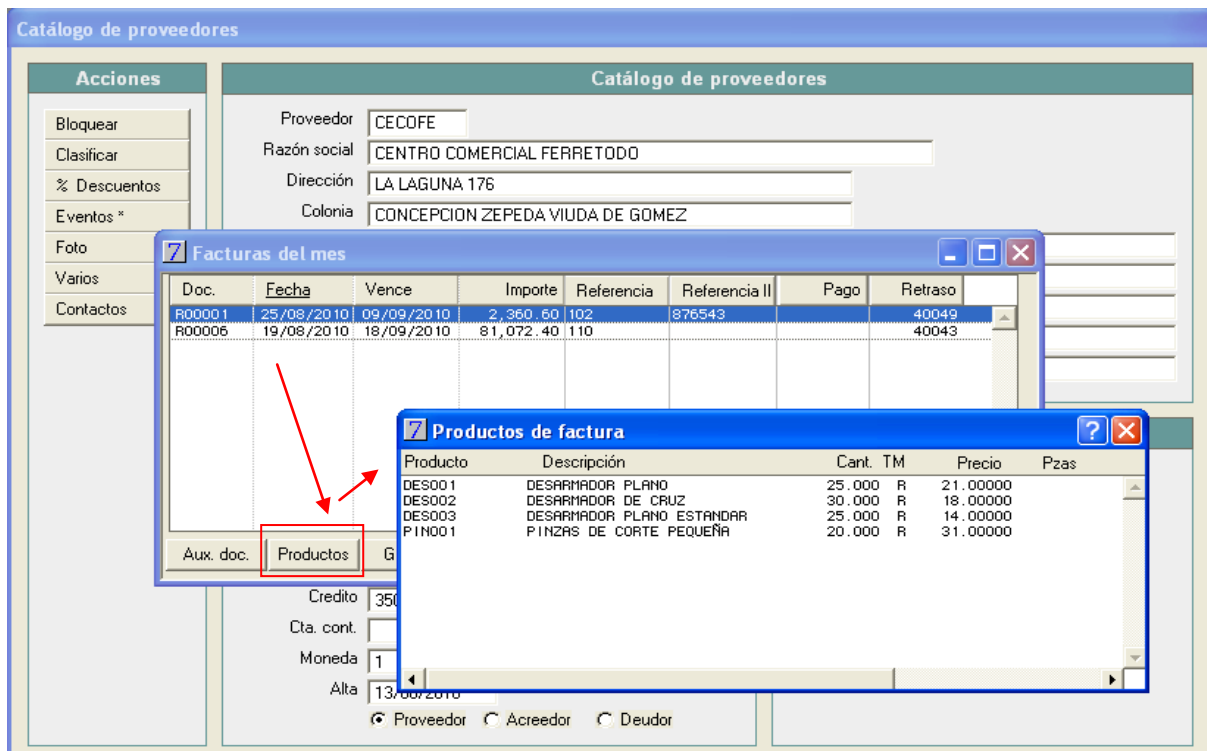 Catálogo de proveedores
Acciones
Bloquear
Clasificar
% Descuentos
Eventos *
Foto
Varios
Contactos
Catálogo de proveedores
Proveedor CECOFE
Razón social CENTRO COMERCIAL FERRETODO
Dirección LA LAGUNA 176
Colonia CONCEPCION ZEPEDA VIUDA DE GOMEZ
7 Facturas del mes
Doc. Fecha Vence Importe Referencia Referencia II Pago Retraso
R00001 25/08/2010 09/09/2010 2,360.60 102 876543 40049
R00006 19/08/2010 18/09/2010 81,072.40 110 40043
Aux. doc. Productos G
7 Productos de factura ?
Producto Descripción Cant. TM Precio Pzas
DES001 DESARMADOR PLANO 25.000 R 21.00000
DES002 DESARMADOR DE CRUZ 30.000 R 18.00000
DES003 DESARMADOR PLANO ESTANDAR 25.000 R 14.00000
PIN001 PINZAS DE CORTE PEQUEÑA 20.000 R 31.00000
Credito 350
Cta. cont.
Moneda 1
Alta
Proveedor Acreedor Deudor